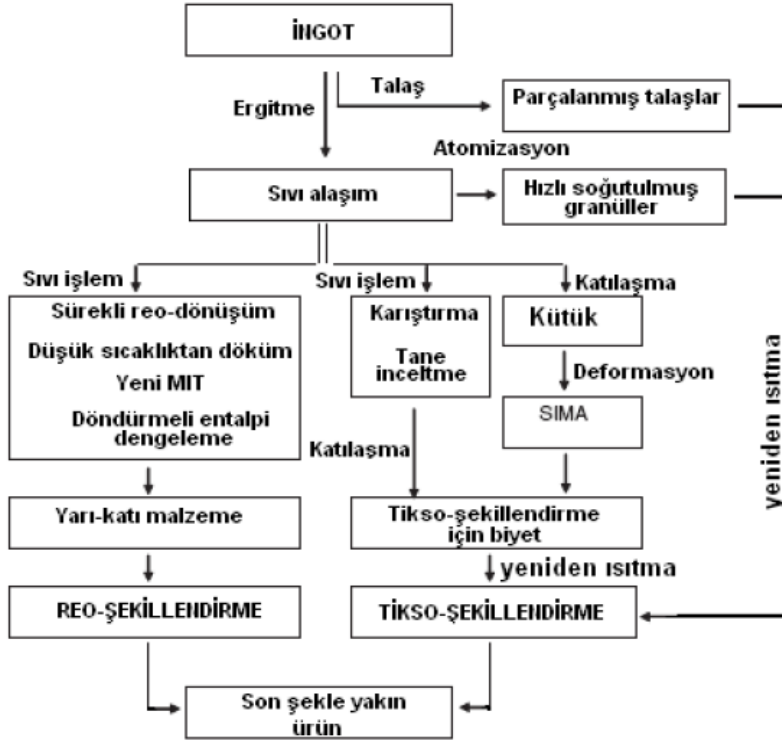 İNGOT
Talaş
Ergitme
Parçalanmış talaşlar
Atomizasyon
Sıvı alaşım
Hızlı soğutulmuş
granüller
Sıvı işlem
Sıvı işlem
Katılaşma
Sürekli reo-dönüşüm
Düşük sıcaklıktan döküm
Yeni MIT
Döndürmeli entalpi
dengeleme
Karıştırma
Tane
inceltme
Kütük
Deformasyon
SIMA
Katılaşma
yeniden ısıtma
Yarı-katı malzeme
Tikso-şekillendirme
için biyet
yeniden ısıtma
REO-ŞEKİLLENDİRME
TİKSO-ŞEKİLLENDİRME
Son şekle yakın
ürün